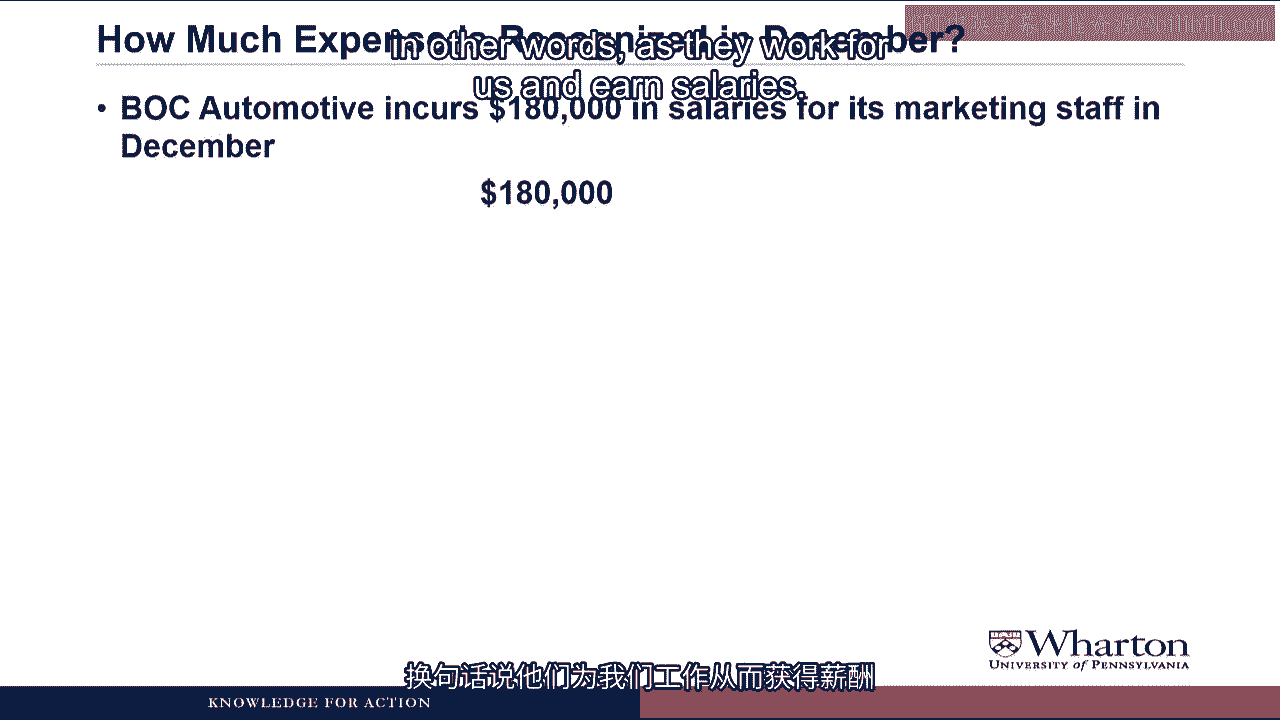 How Much Expense Is Recognized in December?
in other words, as they work for
us and earn salaries.
• BOC Automotive incurs $180,000 in salaries for its marketing staff in
December
$180,000
Wharton
UNIVERSITY of PENNSYLVANIA
换句话说他们为我们工作从而获得薪酬
KNOWLEDGE FOR ACTION